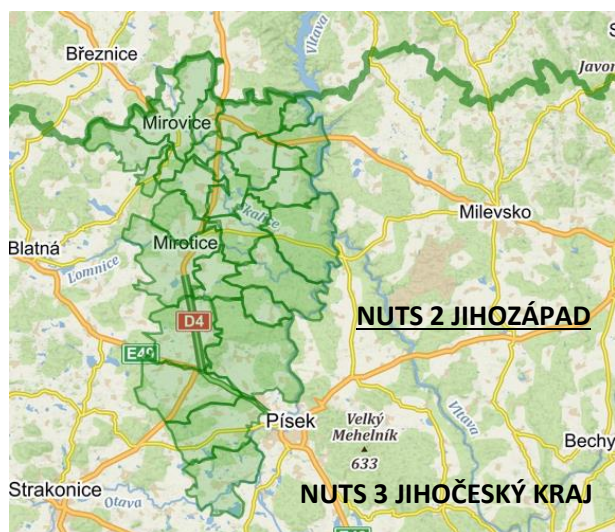 Březnice
Vltava
Javor
Mirovice
Skalice
Milevsko
Mirotice
Blatná
Lomnice
NUTS 2 JIHOZÁPAD
D4
E49
Písek
Velký
Mehelník
633
Vltava
Bechy
Strakonice
Otava
NUTS 3 JIHOČESKÝ KRAJ